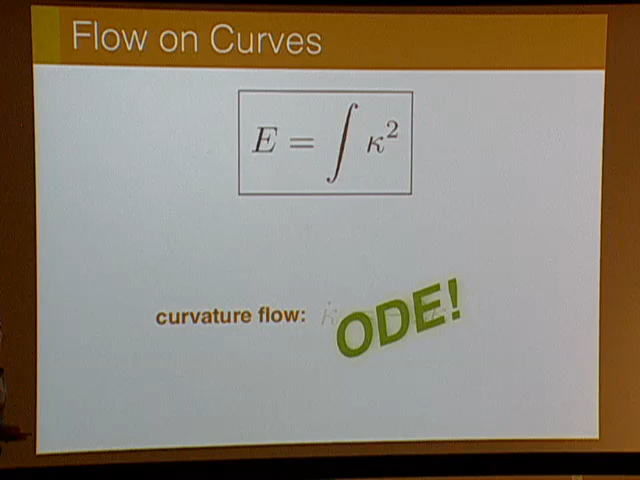 Flow on Curves
E = ∫ κ²
curvature flow: κ̇
ODE!